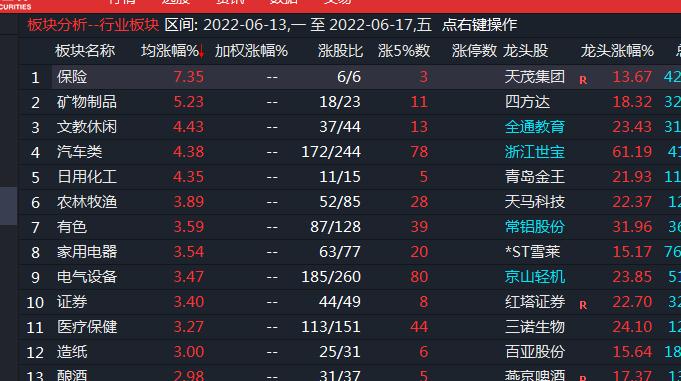 ECURITIES
板块分析--行业板块 区间: 2022-06-13,一 至 2022-06-17,五 点右键操作
板块名称 均涨幅%↓ 加权涨幅% 涨股比 涨5%数 涨停数 龙头股 龙头涨幅%
1 保险 7.35 -- 6/6 3 天茂集团 R 13.67 42
2 矿物制品 5.23 -- 18/23 11 四方达 18.32 32
3 文教休闲 4.43 -- 37/44 13 全通教育 23.43 31
4 汽车类 4.38 -- 172/244 78 浙江世宝 61.19 41
5 日用化工 4.35 -- 11/15 5 青岛金王 21.93 11
6 农林牧渔 3.89 -- 52/85 28 天马科技 22.37 12
7 有色 3.59 -- 87/128 39 常铝股份 31.96 36
8 家用电器 3.54 -- 63/77 20 *ST雪莱 15.17 76
9 电气设备 3.47 -- 185/260 80 京山轻机 23.85 51
10 证券 3.40 -- 44/49 8 红塔证券 R 22.70 32
11 医疗保健 3.27 -- 113/151 44 三诺生物 24.10 12
12 造纸 3.00 -- 25/31 6 百亚股份 15.64 18
13 酿酒 2.98 -- 31/37 5 燕京啤酒 R 17.37 37